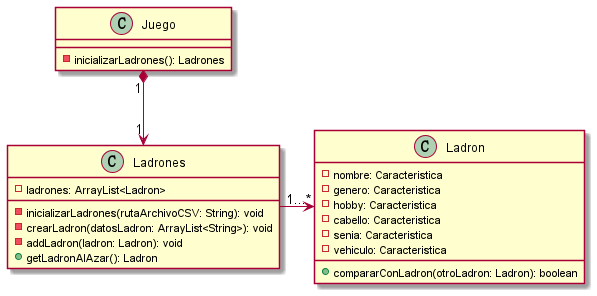 C Juego
inicializarLadrones(): Ladrones
1
1
C Ladrones
ladrones: ArrayList<Ladron>
inicializarLadrones(rutaArchivoCSV: String): void
crearLadron(datosLadron: ArrayList<String>): void
addLadron(ladron: Ladron): void
getLadronAlAzar(): Ladron
1...*
C Ladron
nombre: Caracteristica
genero: Caracteristica
hobby: Caracteristica
cabello: Caracteristica
senia: Caracteristica
vehiculo: Caracteristica
compararConLadron(otroLadron: Ladron): boolean